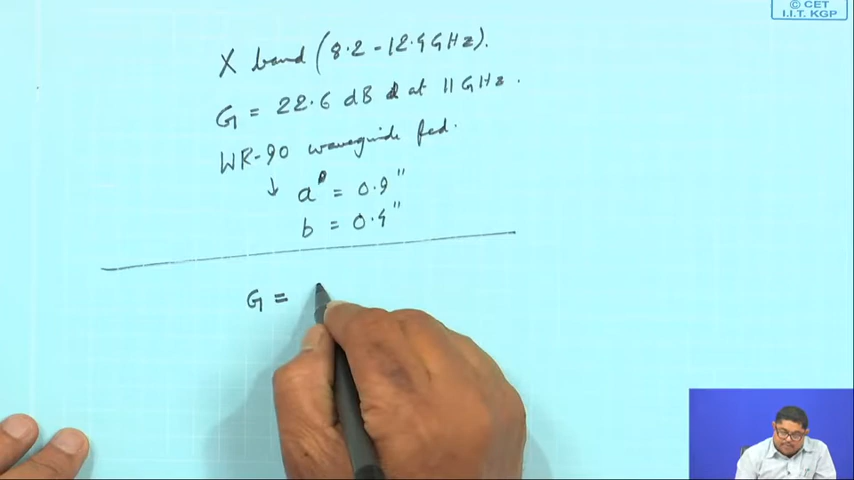 © CET
I.I.T. KGP
X band (8.2 - 12.4 GHz).
G = 22.6 dB at 11 GHz.
WR-90 waveguide fed.
↓ a = 0.9"
b = 0.4"
G =